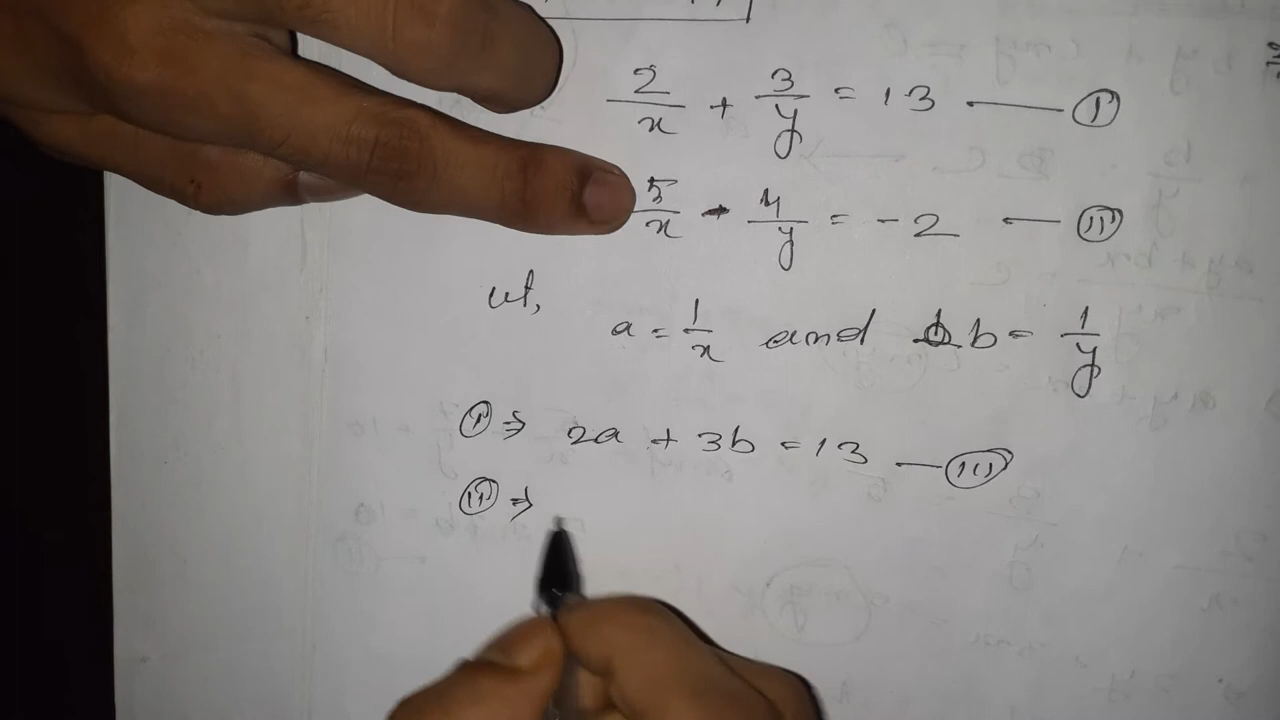 2/x + 3/y = 13 — (I)
5/x - 4/y = -2 — (II)
let,
a = 1/x and b = 1/y
(I) ⇒ 2a + 3b = 13 — (III)
(II) ⇒